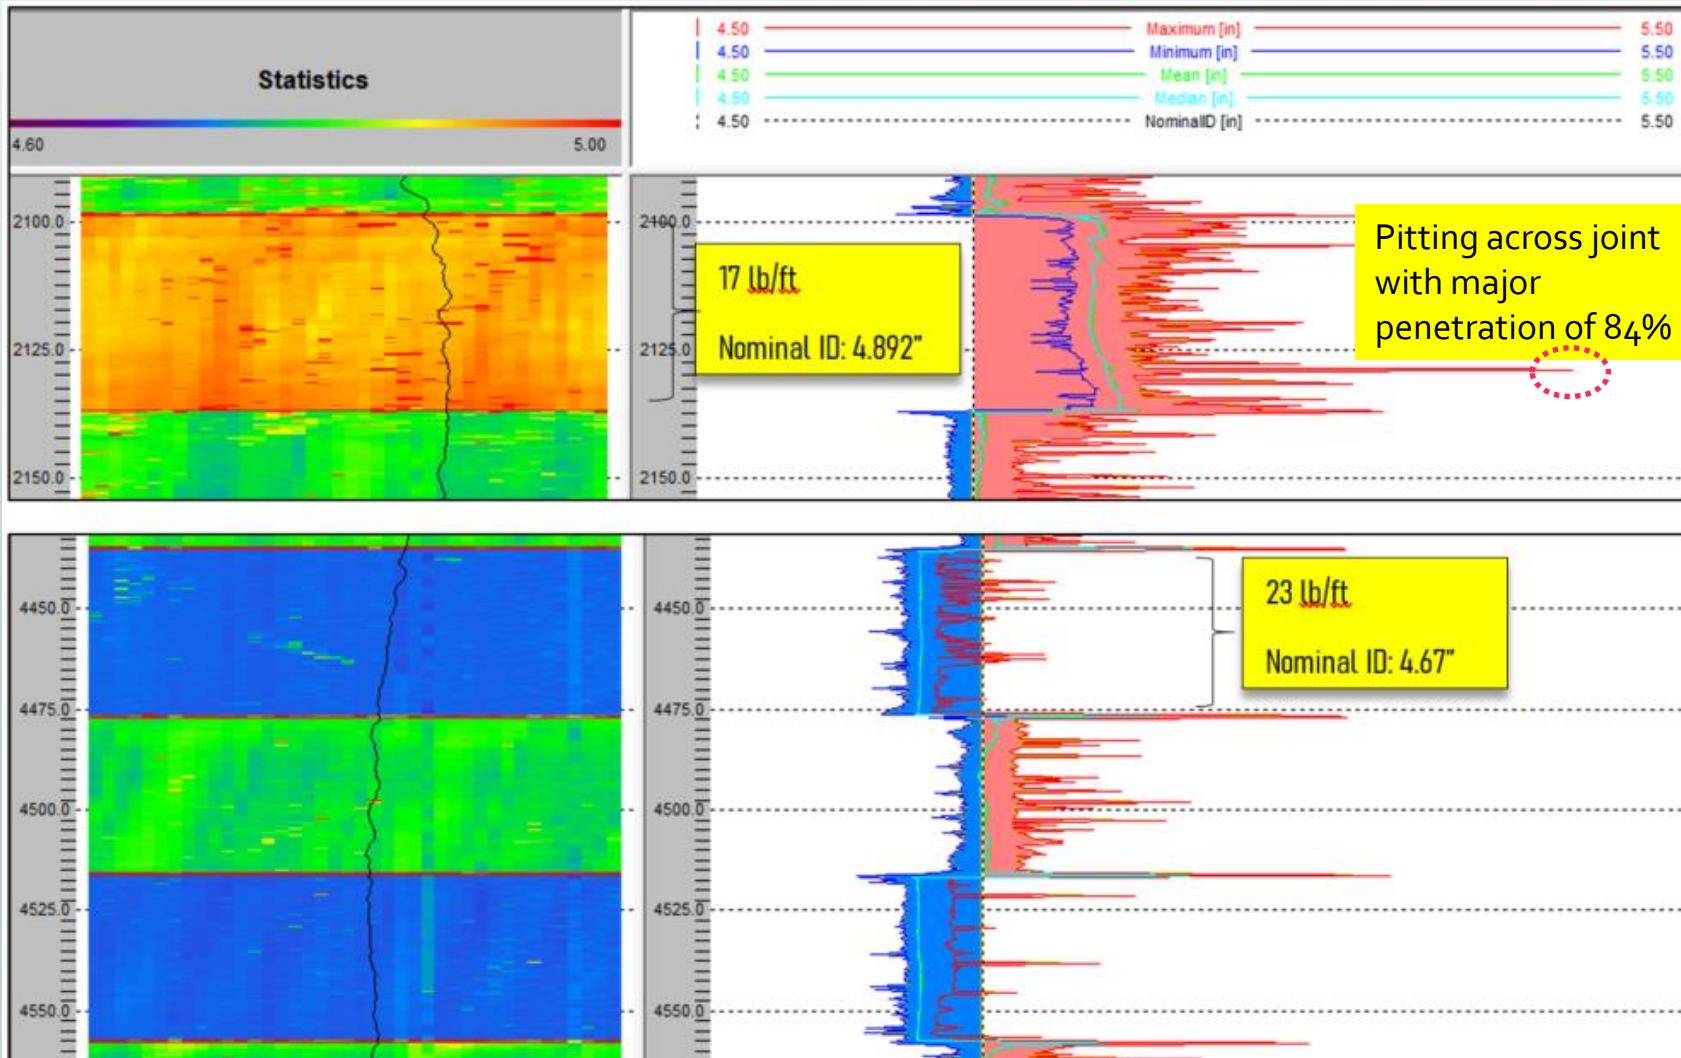 Statistics
4.60 5.00
4.50 Maximum [in] 5.50
4.50 Minimum [in] 5.50
4.50 Mean [in] 5.50
4.50 Median [in] 5.50
4.50 NominalID [in] 5.50
2100.0
2125.0
2150.0
2100.0
2125.0
2150.0
17 lb/ft
Nominal ID: 4.892"
Pitting across joint
with major
penetration of 84%
4450.0
4475.0
4500.0
4525.0
4550.0
4450.0
4475.0
4500.0
4525.0
4550.0
23 lb/ft
Nominal ID: 4.67"